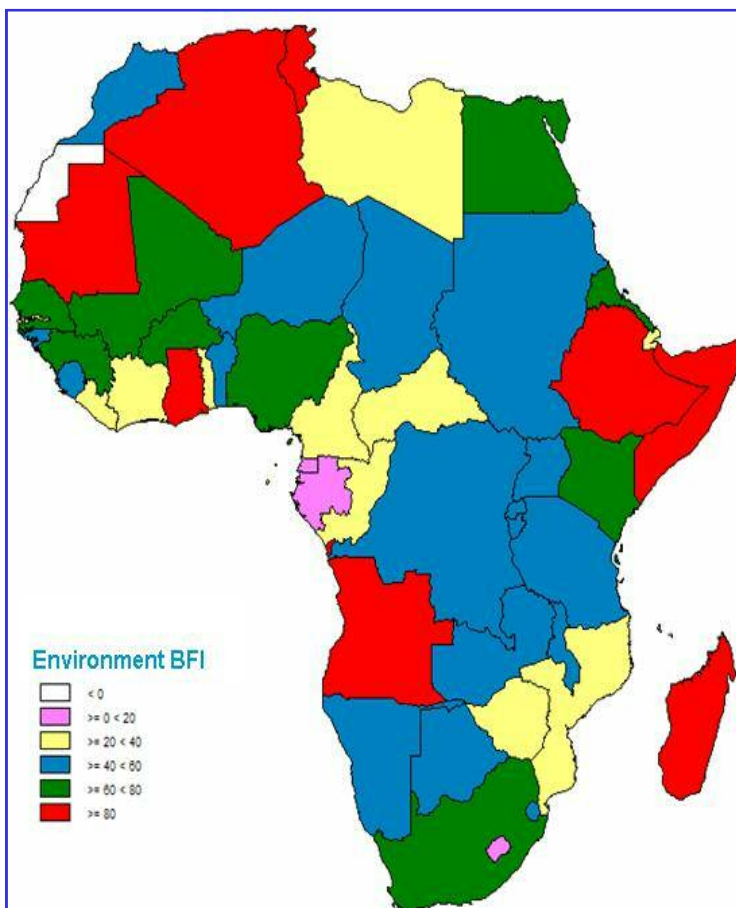 Environment BFI
< 0
>= 0 < 20
>= 20 < 40
>= 40 < 60
>= 60 < 80
>= 80